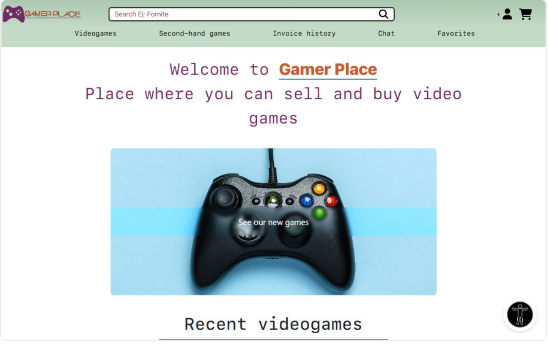 GAMER PLACE
Search Ej: Fornite
Videogames Second-hand games Invoice history Chat Favorites
Welcome to Gamer Place
Place where you can sell and buy video
games
See our new games
Recent videogames